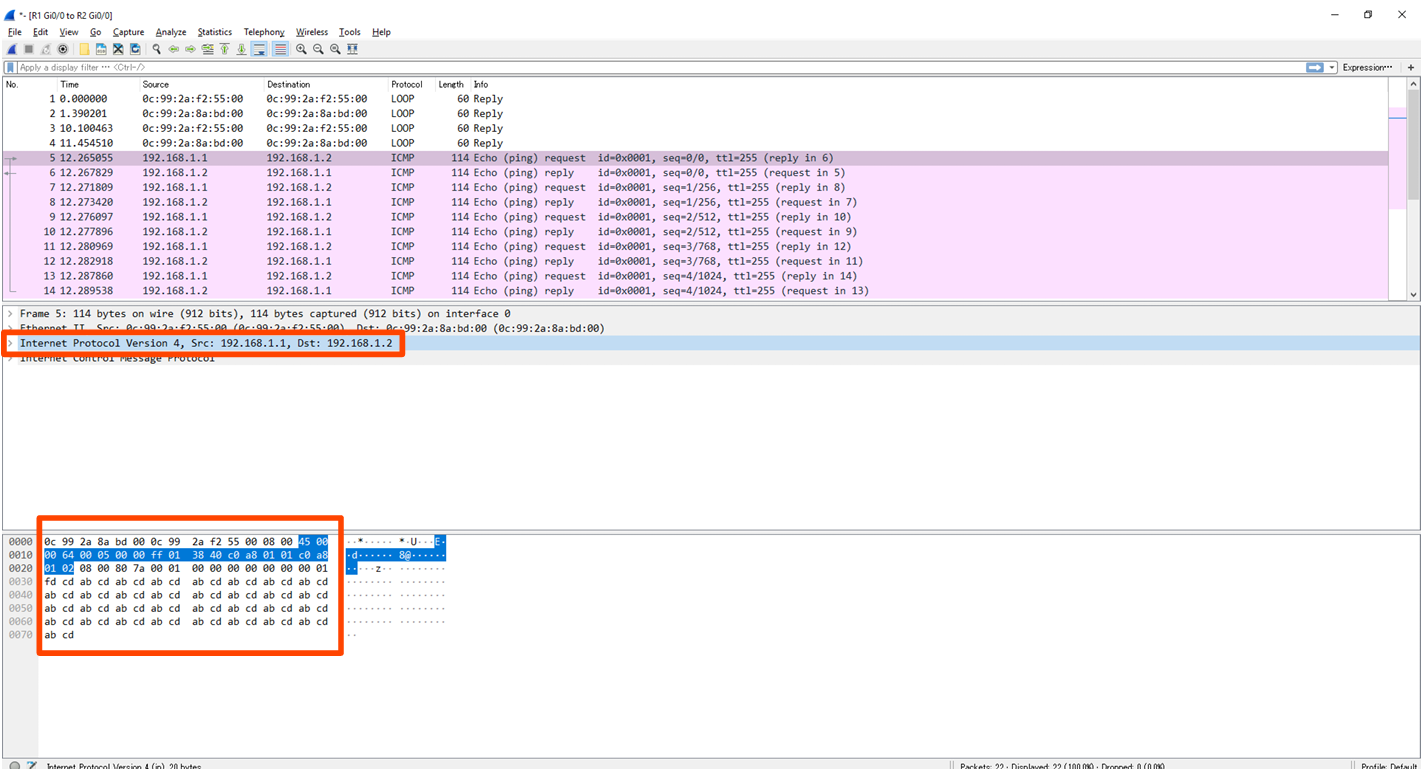 *- [R1 Gi0/0 to R2 Gi0/0]
File Edit View Go Capture Analyze Statistics Telephony Wireless Tools Help
Apply a display filter ··· <Ctrl-/> Expression··· +
No. Time Source Destination Protocol Length Info
1 0.000000 0c:99:2a:f2:55:00 0c:99:2a:f2:55:00 LOOP 60 Reply
2 1.390201 0c:99:2a:8a:bd:00 0c:99:2a:8a:bd:00 LOOP 60 Reply
3 10.100463 0c:99:2a:f2:55:00 0c:99:2a:f2:55:00 LOOP 60 Reply
4 11.454510 0c:99:2a:8a:bd:00 0c:99:2a:8a:bd:00 LOOP 60 Reply
5 12.265055 192.168.1.1 192.168.1.2 ICMP 114 Echo (ping) request id=0x0001, seq=0/0, ttl=255 (reply in 6)
6 12.267829 192.168.1.2 192.168.1.1 ICMP 114 Echo (ping) reply id=0x0001, seq=0/0, ttl=255 (request in 5)
7 12.271809 192.168.1.1 192.168.1.2 ICMP 114 Echo (ping) request id=0x0001, seq=1/256, ttl=255 (reply in 8)
8 12.273420 192.168.1.2 192.168.1.1 ICMP 114 Echo (ping) reply id=0x0001, seq=1/256, ttl=255 (request in 7)
9 12.276097 192.168.1.1 192.168.1.2 ICMP 114 Echo (ping) request id=0x0001, seq=2/512, ttl=255 (reply in 10)
10 12.277896 192.168.1.2 192.168.1.1 ICMP 114 Echo (ping) reply id=0x0001, seq=2/512, ttl=255 (request in 9)
11 12.280969 192.168.1.1 192.168.1.2 ICMP 114 Echo (ping) request id=0x0001, seq=3/768, ttl=255 (reply in 12)
12 12.282918 192.168.1.2 192.168.1.1 ICMP 114 Echo (ping) reply id=0x0001, seq=3/768, ttl=255 (request in 11)
13 12.287860 192.168.1.1 192.168.1.2 ICMP 114 Echo (ping) request id=0x0001, seq=4/1024, ttl=255 (reply in 14)
14 12.289538 192.168.1.2 192.168.1.1 ICMP 114 Echo (ping) reply id=0x0001, seq=4/1024, ttl=255 (request in 13)
Frame 5: 114 bytes on wire (912 bits), 114 bytes captured (912 bits) on interface 0
Ethernet II, Src: 0c:99:2a:f2:55:00 (0c:99:2a:f2:55:00), Dst: 0c:99:2a:8a:bd:00 (0c:99:2a:8a:bd:00)
Internet Protocol Version 4, Src: 192.168.1.1, Dst: 192.168.1.2
Internet Control Message Protocol
0000 0c 99 2a 8a bd 00 0c 99 2a f2 55 00 08 00 45 00 ··*····· *·U···E·
0010 00 64 00 05 00 00 ff 01 38 40 c0 a8 01 01 c0 a8 ·d······ 8@······
0020 01 02 08 00 80 7a 00 01 00 00 00 00 00 00 00 01 ·····z·· ········
0030 fd cd ab cd ab cd ab cd ab cd ab cd ab cd ab cd ········ ········
0040 ab cd ab cd ab cd ab cd ab cd ab cd ab cd ab cd ········ ········
0050 ab cd ab cd ab cd ab cd ab cd ab cd ab cd ab cd ········ ········
0060 ab cd ab cd ab cd ab cd ab cd ab cd ab cd ab cd ········ ········
0070 ab cd ··
Internet Protocol Version 4 (ip), 20 bytes Packets: 22 · Displayed: 22 (100.0%) · Dropped: 0 (0.0%) Profile: Default